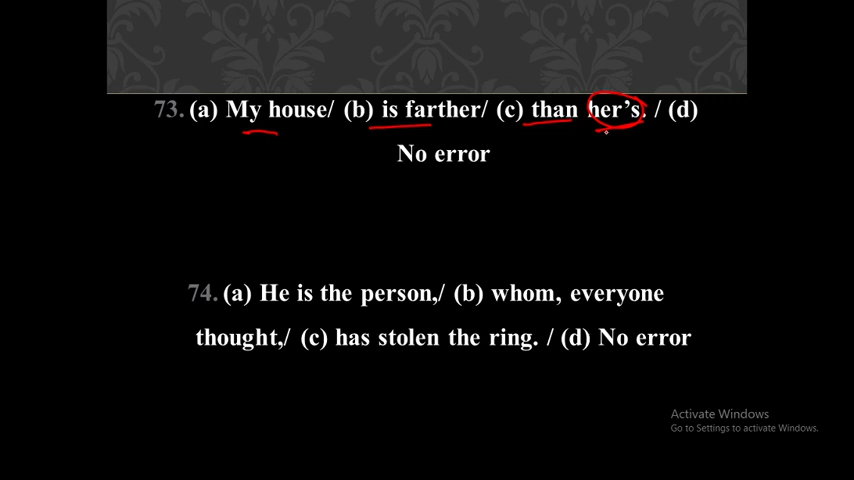 73. (a) My house/ (b) is farther/ (c) than her's. / (d)
No error
74. (a) He is the person,/ (b) whom, everyone
thought,/ (c) has stolen the ring. / (d) No error
Activate Windows
Go to Settings to activate Windows.